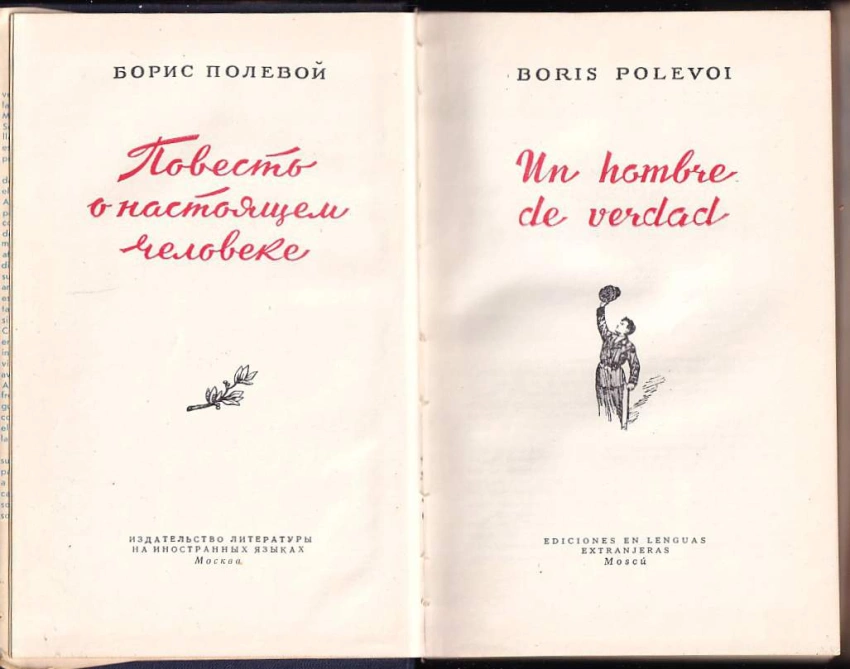 БОРИС ПОЛЕВОЙ
Повесть
о настоящем
человеке
ИЗДАТЕЛЬСТВО ЛИТЕРАТУРЫ
НА ИНОСТРАННЫХ ЯЗЫКАХ
Москва
BORIS POLEVOI
Un hombre
de verdad
EDICIONES EN LENGUAS
EXTRANJERAS
Moscú